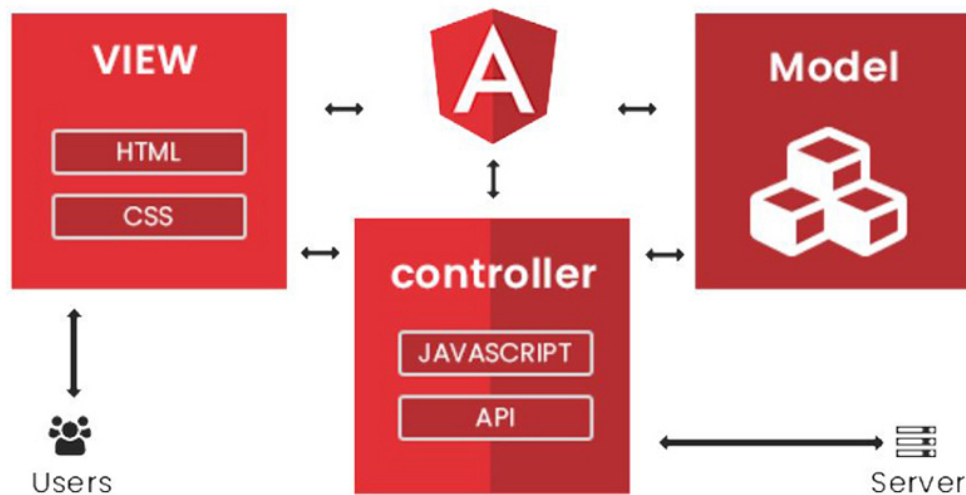 VIEW
HTML
CSS
A
Model
controller
JAVASCRIPT
API
Users
Server